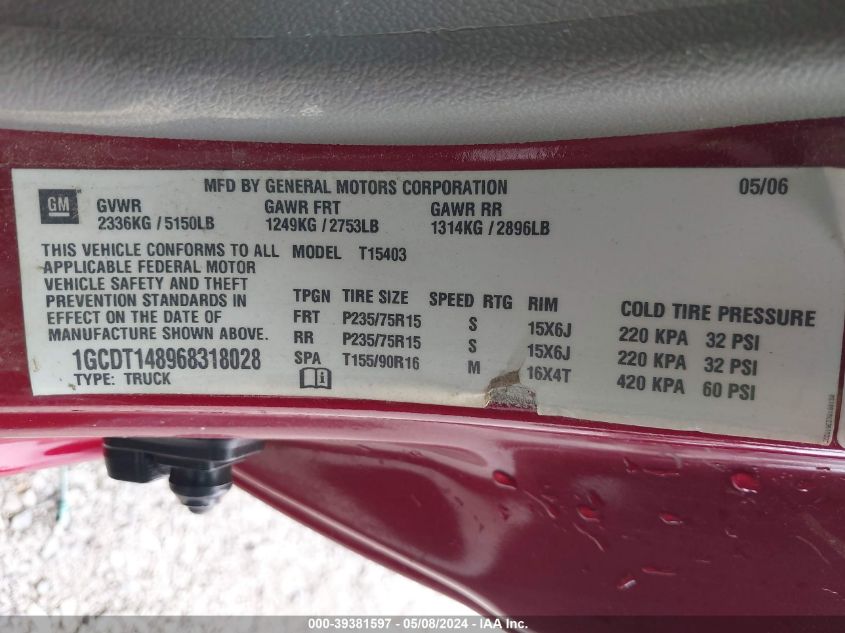 MFD BY GENERAL MOTORS CORPORATION 05/06
GM
GVWR GAWR FRT GAWR RR
2336KG / 5150LB 1249KG / 2753LB 1314KG / 2896LB
THIS VEHICLE CONFORMS TO ALL
APPLICABLE FEDERAL MOTOR
VEHICLE SAFETY AND THEFT
PREVENTION STANDARDS IN
EFFECT ON THE DATE OF
MANUFACTURE SHOWN ABOVE.
1GCDT148968318028
TYPE: TRUCK
MODEL T15403
TPGN TIRE SIZE SPEED RTG RIM COLD TIRE PRESSURE
FRT P235/75R15 S 15X6J 220 KPA 32 PSI
RR P235/75R15 S 15X6J 220 KPA 32 PSI
SPA T155/90R16 M 16X4T 420 KPA 60 PSI
000-39381597 - 05/08/2024 - IAA Inc.